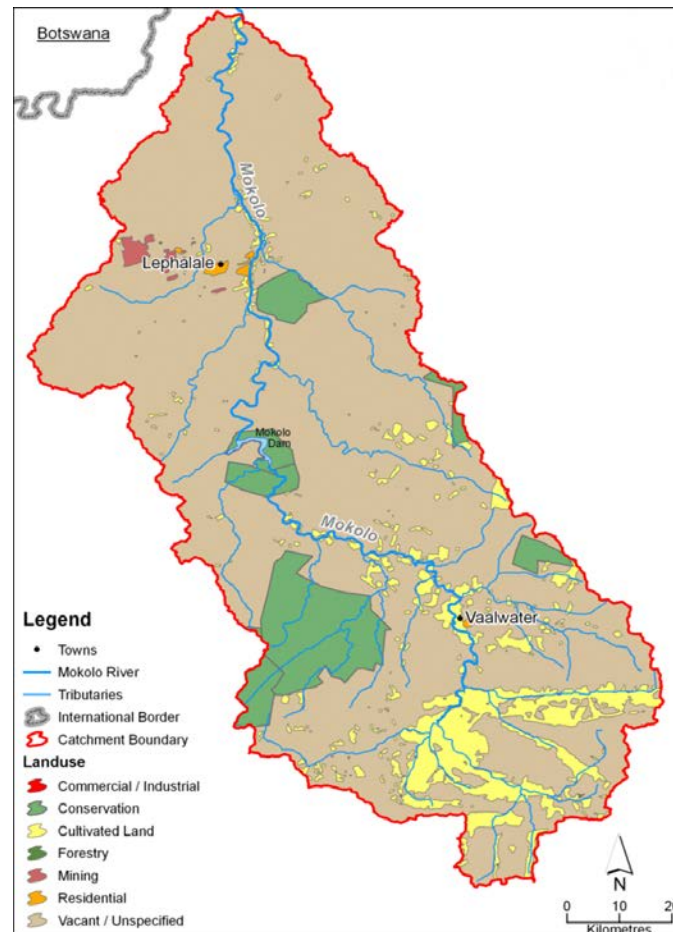 Botswana
Mokolo
Lephalale
Mokolo
Dam
Mokolo
Vaalwater
Legend
Towns
Mokolo River
Tributaries
International Border
Catchment Boundary
Landuse
Commercial / Industrial
Conservation
Cultivated Land
Forestry
Mining
Residential
Vacant / Unspecified
N
0 10 20
Kilometres